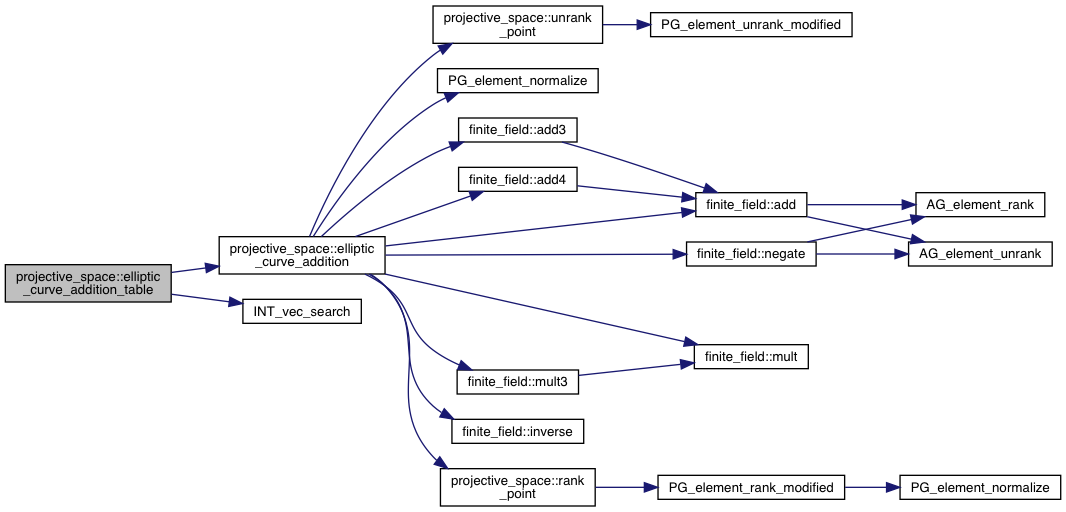 projective_space::elliptic
_curve_addition_table
projective_space::elliptic
_curve_addition
INT_vec_search
projective_space::unrank
_point
PG_element_normalize
finite_field::add3
finite_field::add4
finite_field::mult3
finite_field::inverse
projective_space::rank
_point
PG_element_unrank_modified
finite_field::add
finite_field::negate
finite_field::mult
PG_element_rank_modified
AG_element_rank
AG_element_unrank
PG_element_normalize